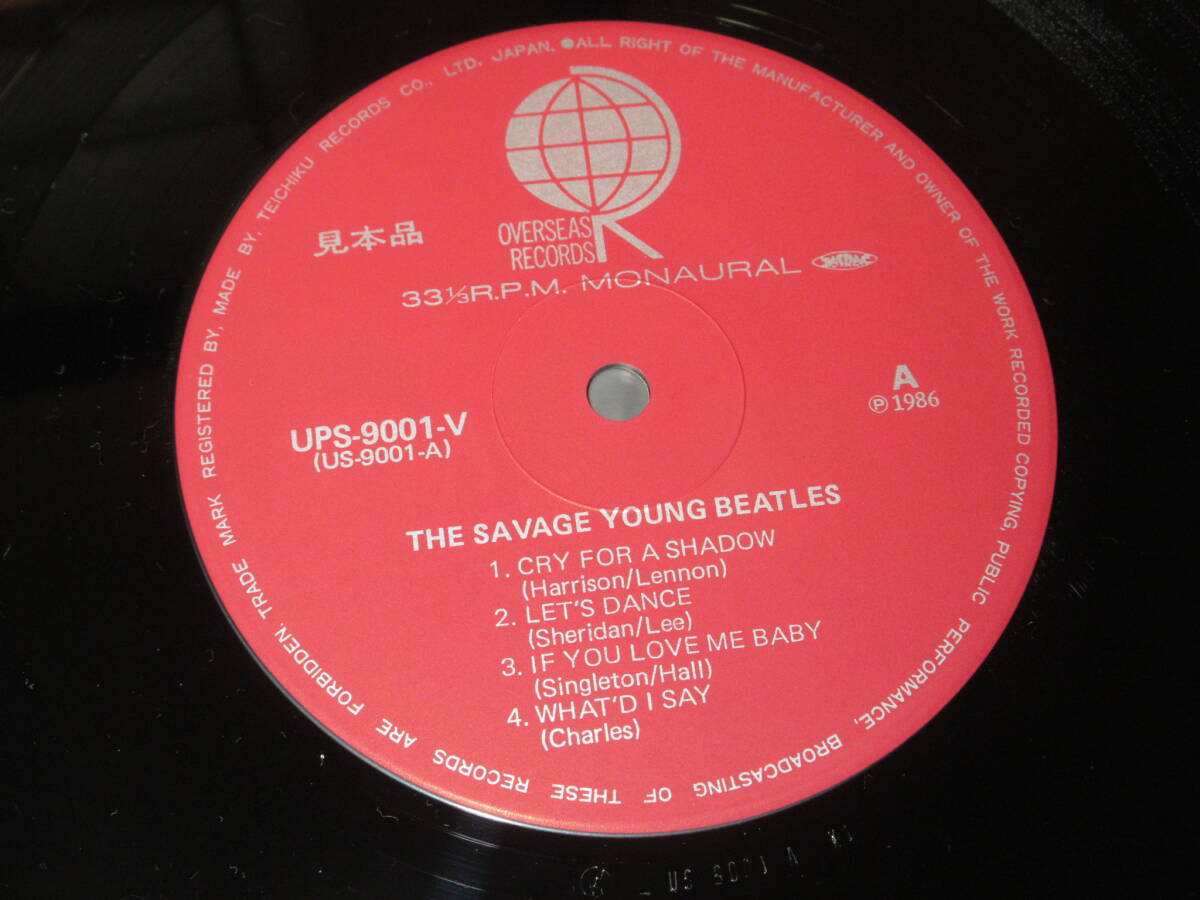 TRADE MARK REGISTERED BY, MADE BY, TEICHIKU RECORDS CO., LTD. JAPAN. ●ALL RIGHT OF THE MANUFACTURER AND OWNER OF THE WORK RECORDED COPYING, PUBLIC PERFORMANCE, BROADCASTING OF THESE RECORDS ARE FORBIDDEN.
OVERSEAS
RECORDS
見本品
33⅓R.P.M. MONAURAL
JASRAC
A
℗ 1986
UPS-9001-V
(US-9001-A)
THE SAVAGE YOUNG BEATLES
1. CRY FOR A SHADOW
(Harrison/Lennon)
2. LET'S DANCE
(Sheridan/Lee)
3. IF YOU LOVE ME BABY
(Singleton/Hall)
4. WHAT'D I SAY
(Charles)
US 9001 A